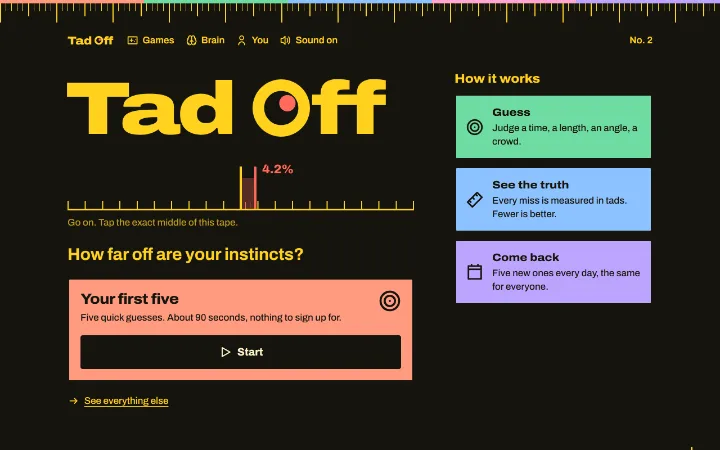 Tad Off
Games
Brain
You
Sound on
No. 2
Tad Off
4.2%
Go on. Tap the exact middle of this tape.
How far off are your instincts?
Your first five
Five quick guesses. About 90 seconds, nothing to sign up for.
Start
See everything else
How it works
Guess
Judge a time, a length, an angle, a
crowd.
See the truth
Every miss is measured in tads.
Fewer is better.
Come back
Five new ones every day, the same
for everyone.